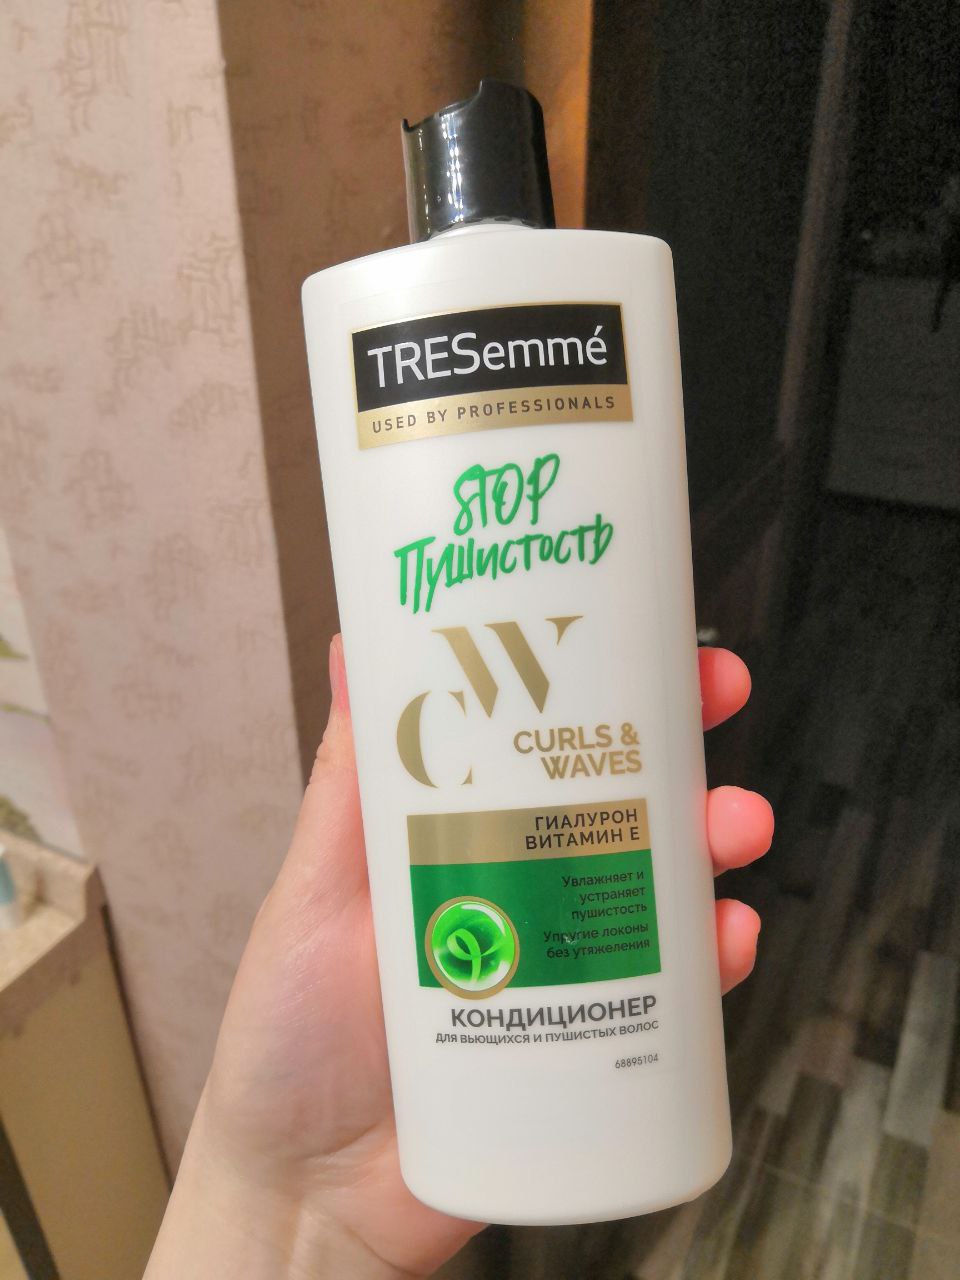 TRESemmé
USED BY PROFESSIONALS
STOP
Пушистость
CW
CURLS &
WAVES
ГИАЛУРОН
ВИТАМИН Е
Увлажняет и
устраняет
пушистость
Упругие локоны
без утяжеления
КОНДИЦИОНЕР
ДЛЯ ВЬЮЩИХСЯ И ПУШИСТЫХ ВОЛОС
68895104